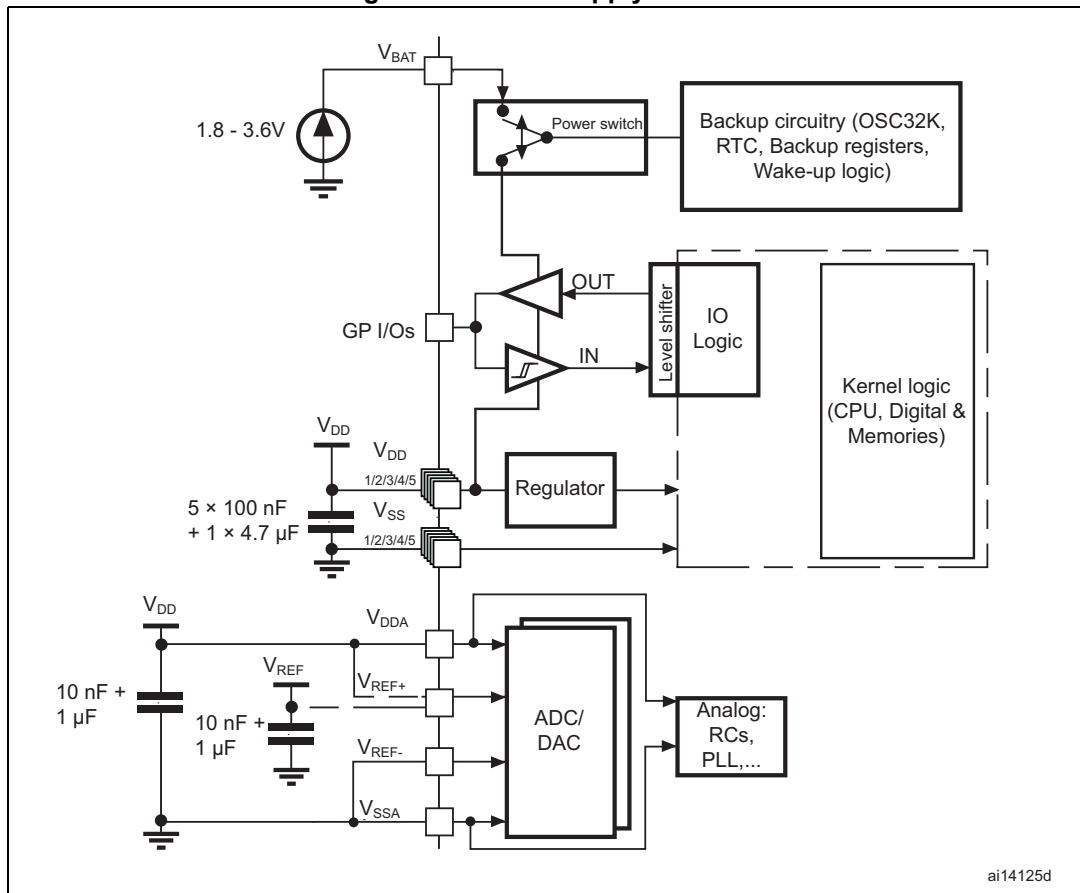 V_BAT
1.8 - 3.6V
Power switch
Backup circuitry (OSC32K,
RTC, Backup registers,
Wake-up logic)
OUT
GP I/Os
IN
Level shifter
IO
Logic
Kernel logic
(CPU, Digital &
Memories)
V_DD
V_DD
1/2/3/4/5
Regulator
5 × 100 nF
+ 1 × 4.7 µF
V_SS
1/2/3/4/5
V_DD
V_DDA
V_REF
V_REF+
10 nF +
1 µF
10 nF +
1 µF
ADC/
DAC
Analog:
RCs,
PLL,...
V_REF-
V_SSA
ai14125d